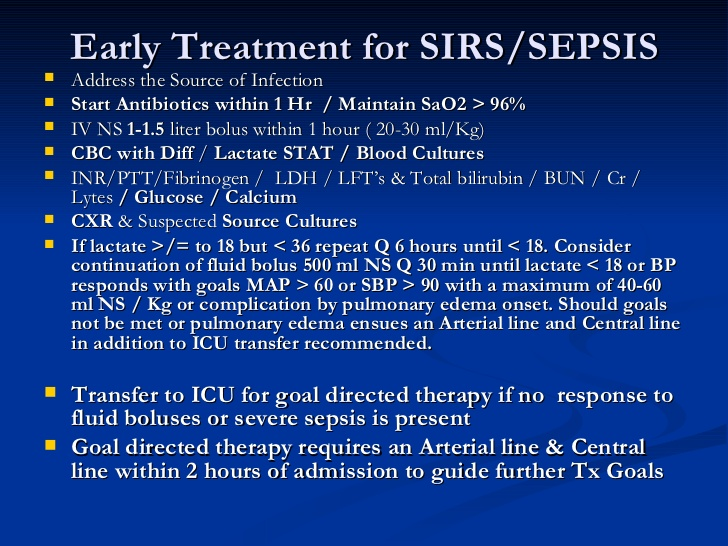 Early Treatment for SIRS/SEPSIS
Address the Source of Infection
Start Antibiotics within 1 Hr / Maintain SaO2 > 96%
IV NS 1-1.5 liter bolus within 1 hour ( 20-30 ml/Kg)
CBC with Diff / Lactate STAT / Blood Cultures
INR/PTT/Fibrinogen / LDH / LFT’s & Total bilirubin / BUN / Cr /
Lytes / Glucose / Calcium
CXR & Suspected Source Cultures
If lactate >/= to 18 but < 36 repeat Q 6 hours until < 18. Consider
continuation of fluid bolus 500 ml NS Q 30 min until lactate < 18 or BP
responds with goals MAP > 60 or SBP > 90 with a maximum of 40-60
ml NS / Kg or complication by pulmonary edema onset. Should goals
not be met or pulmonary edema ensues an Arterial line and Central line
in addition to ICU transfer recommended.
Transfer to ICU for goal directed therapy if no response to
fluid boluses or severe sepsis is present
Goal directed therapy requires an Arterial line & Central
line within 2 hours of admission to guide further Tx Goals